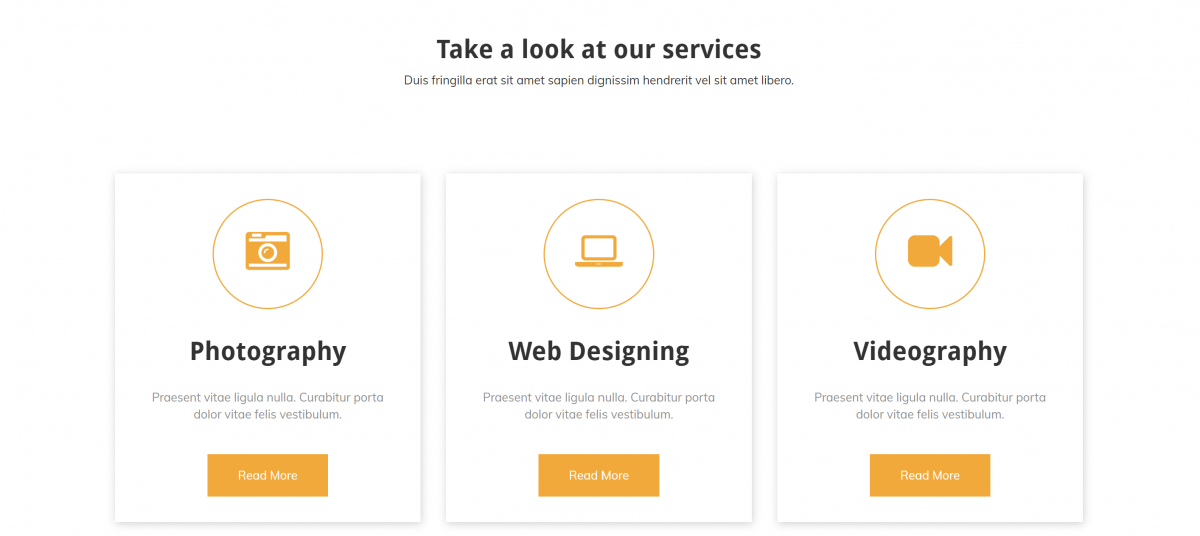 Take a look at our services
Duis fringilla erat sit amet sapien dignissim hendrerit vel sit amet libero.
Photography
Praesent vitae ligula nulla. Curabitur porta
dolor vitae felis vestibulum.
Read More
Web Designing
Praesent vitae ligula nulla. Curabitur porta
dolor vitae felis vestibulum.
Read More
Videography
Praesent vitae ligula nulla. Curabitur porta
dolor vitae felis vestibulum.
Read More